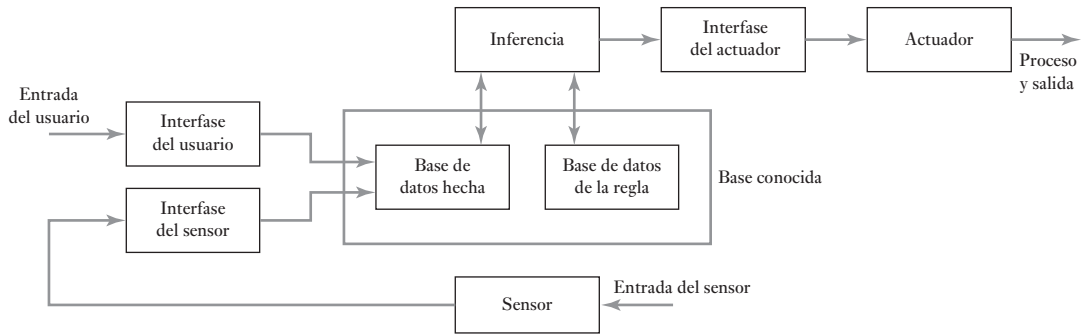 Inferencia
Interfase
del actuador
Actuador
Proceso
y salida
Entrada
del usuario
Interfase
del usuario
Base de
datos hecha
Base de datos
de la regla
Base conocida
Interfase
del sensor
Sensor
Entrada del sensor